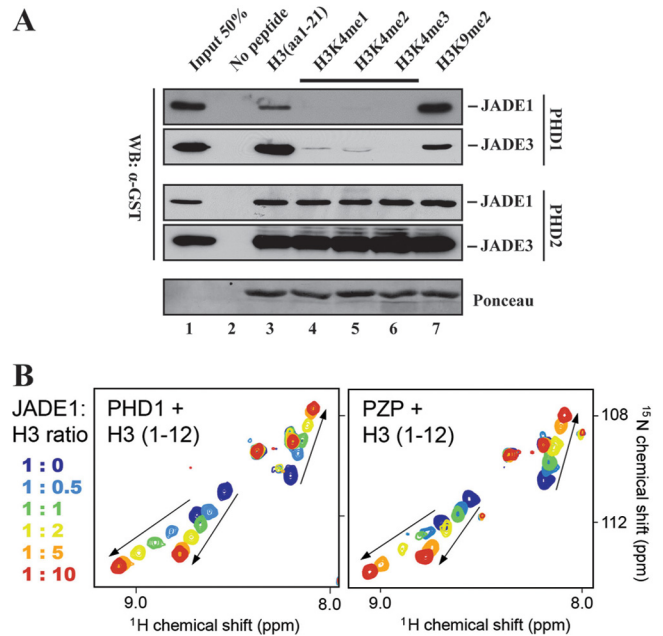 A
Input 50%
No peptide
H3(aa1-21)
H3K4me1
H3K4me2
H3K4me3
H3K9me2
WB: α-GST
– JADE1
– JADE3
PHD1
– JADE1
– JADE3
PHD2
Ponceau
1 2 3 4 5 6 7
B
JADE1:
H3 ratio
1 : 0
1 : 0.5
1 : 1
1 : 2
1 : 5
1 : 10
PHD1 +
H3 (1-12)
9.0 8.0
¹H chemical shift (ppm)
PZP +
H3 (1-12)
9.0 8.0
¹H chemical shift (ppm)
108
112
¹⁵N chemical shift (ppm)